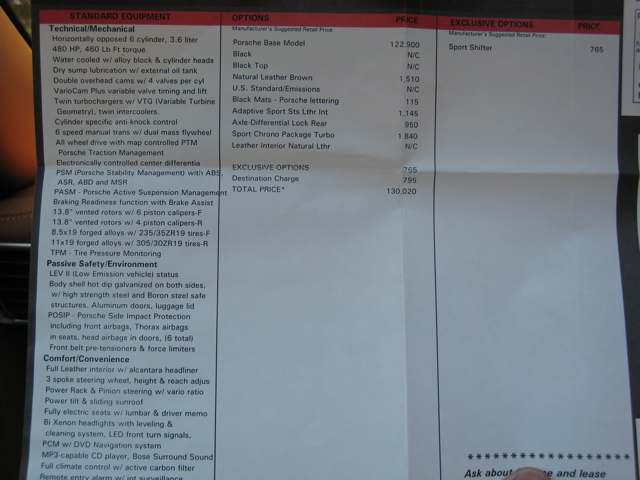 STANDARD EQUIPMENT
Technical/Mechanical
Horizontally opposed 6 cylinder, 3.6 liter
480 HP, 460 Lb Ft torque
Water cooled w/ alloy block & cylinder heads
Dry sump lubrication w/ external oil tank
Double overhead cams w/ 4 valves per cyl
VarioCam Plus variable valve timing and lift
Twin turbochargers w/ VTG (Variable Turbine
Geometry), twin intercoolers.
Cylinder specific anti-knock control
6 speed manual trans w/ dual mass flywheel
All wheel drive with map controlled PTM
Porsche Traction Management
Electronically controlled center differentia
PSM (Porsche Stability Management) with ABS,
ASR, ABD and MSR
PASM - Porsche Active Suspension Management
Braking Readiness function with Brake Assist
13.8" vented rotors w/ 6 piston calipers-F
13.8" vented rotors w/ 4 piston calipers-R
8.5x19 forged alloys w/ 235/35ZR19 tires-F
11x19 forged alloys w/ 305/30ZR19 tires-R
TPM - Tire Pressure Monitoring
Passive Safety/Environment
LEV II (Low Emission vehicle) status
Body shell hot dip galvanized on both sides,
w/ high strength steel and Boron steel safe
structures. Aluminum doors, luggage lid
POSIP - Porsche Side Impact Protection
including front airbags, Thorax airbags
in seats, head airbags in doors, (6 total)
Front belt pre-tensioners & force limiters
Comfort/Convenience
Full Leather interior w/ alcantara headliner
3 spoke steering wheel, height & reach adjus
Power Rack & Pinion steering w/ vario ratio
Power tilt & sliding sunroof
Fully electric seats w/ lumbar & driver memo
Bi Xenon headlights with leveling &
cleaning system, LED front turn signals,
PCM w/ DVD Navigation system
MP3-capable CD player, Bose Surround Sound
Full climate control w/ active carbon filter
Remote entry alarm w/ int surveillance
OPTIONS PRICE
Manufacturer's Suggested Retail Price:
Porsche Base Model 122,900
Black N/C
Black Top N/C
Natural Leather Brown 1,510
U.S. Standard/Emissions N/C
Black Mats - Porsche lettering 115
Adaptive Sport Sts Lthr Int 1,145
Axle-Differential Lock Rear 950
Sport Chrono Package Turbo 1,840
Leather Interior Natural Lthr N/C
EXCLUSIVE OPTIONS 765
Destination Charge 795
TOTAL PRICE* 130,020
EXCLUSIVE OPTIONS PRICE
Manufacturer's Suggested Retail Price:
Sport Shifter 765
* * * * * * * * * * * * * * * * * *
Ask about e and lease